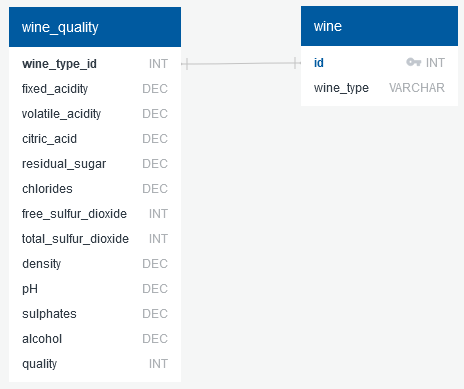 wine_quality
wine_type_id INT
fixed_acidity DEC
volatile_acidity DEC
citric_acid DEC
residual_sugar DEC
chlorides DEC
free_sulfur_dioxide INT
total_sulfur_dioxide INT
density DEC
pH DEC
sulphates DEC
alcohol DEC
quality INT
wine
id INT
wine_type VARCHAR